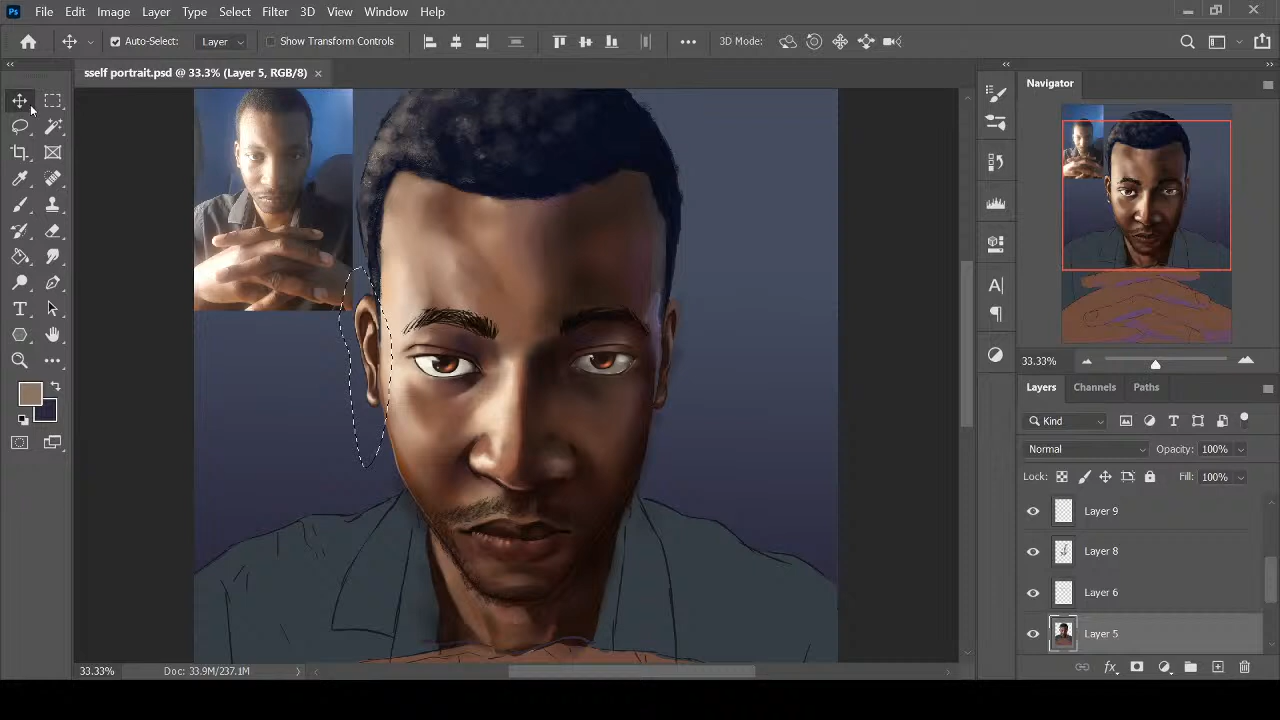 Ps File Edit Image Layer Type Select Filter 3D View Window Help
Auto-Select: Layer Show Transform Controls 3D Mode:
sself portrait.psd @ 33.3% (Layer 5, RGB/8)
Navigator
33.33%
Layers Channels Paths
Kind
Normal Opacity: 100%
Lock: Fill: 100%
Layer 9
Layer 8
Layer 6
Layer 5
33.33% Doc: 33.9M/237.1M